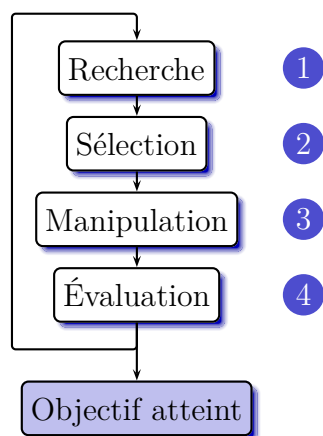 Recherche 1
Sélection 2
Manipulation 3
Évaluation 4
Objectif atteint